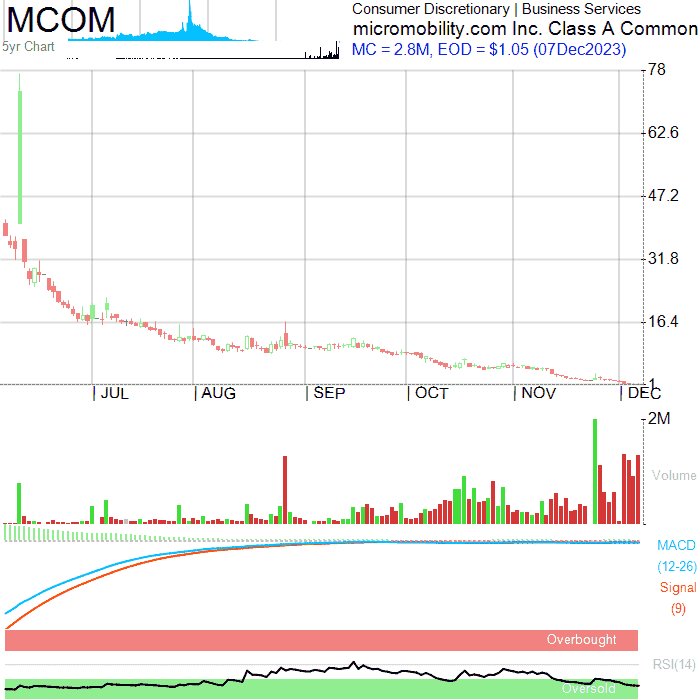 MCOM
5yr Chart
Consumer Discretionary | Business Services
micromobility.com Inc. Class A Common
MC = 2.8M, EOD = $1.05 (07Dec2023)
78
62.6
47.2
31.8
16.4
1
JUL
AUG
SEP
OCT
NOV
DEC
2M
Volume
MACD
(12-26)
Signal
(9)
Overbought
RSI(14)
Oversold